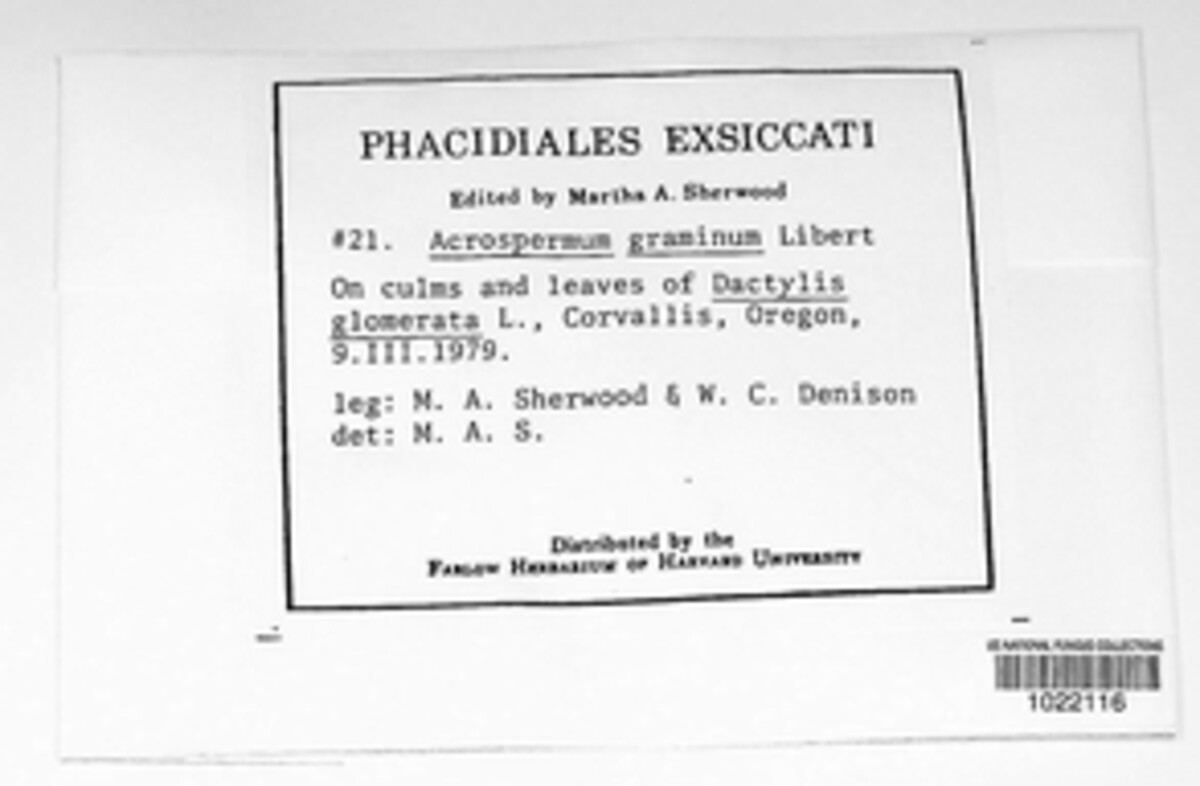 PHACIDIALES EXSICCATI
Edited by Martha A. Sherwood
#21. Acrospermum graminum Libert
On culms and leaves of Dactylis
glomerata L., Corvallis, Oregon,
9.III.1979.
leg: M. A. Sherwood & W. C. Denison
det: M. A. S.
Distributed by the
FARLOW HERBARIUM OF HARVARD UNIVERSITY
US NATIONAL FUNGUS COLLECTIONS
1022116